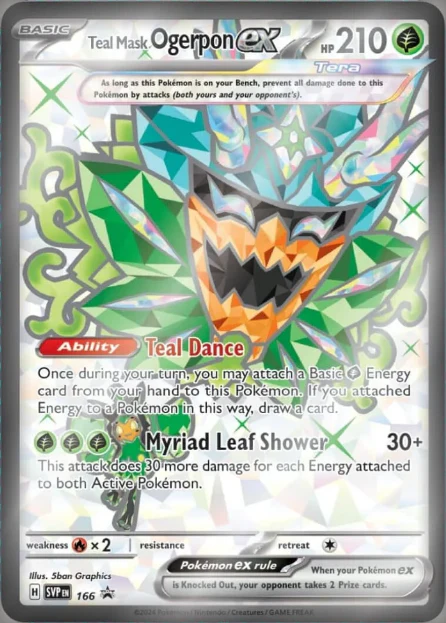 BASIC
Teal Mask Ogerpon ex HP 210
Tera
As long as this Pokémon is on your Bench, prevent all damage done to this
Pokémon by attacks (both yours and your opponent's).
Ability Teal Dance
Once during your turn, you may attach a Basic Energy
card from your hand to this Pokémon. If you attached
Energy to a Pokémon in this way, draw a card.
Myriad Leaf Shower 30+
This attack does 30 more damage for each Energy attached
to both Active Pokémon.
weakness ×2 resistance retreat
Pokémon ex rule When your Pokémon ex
is Knocked Out, your opponent takes 2 Prize cards.
Illus. 5ban Graphics
H SVP EN 166
©2024 Pokémon / Nintendo / Creatures / GAME FREAK